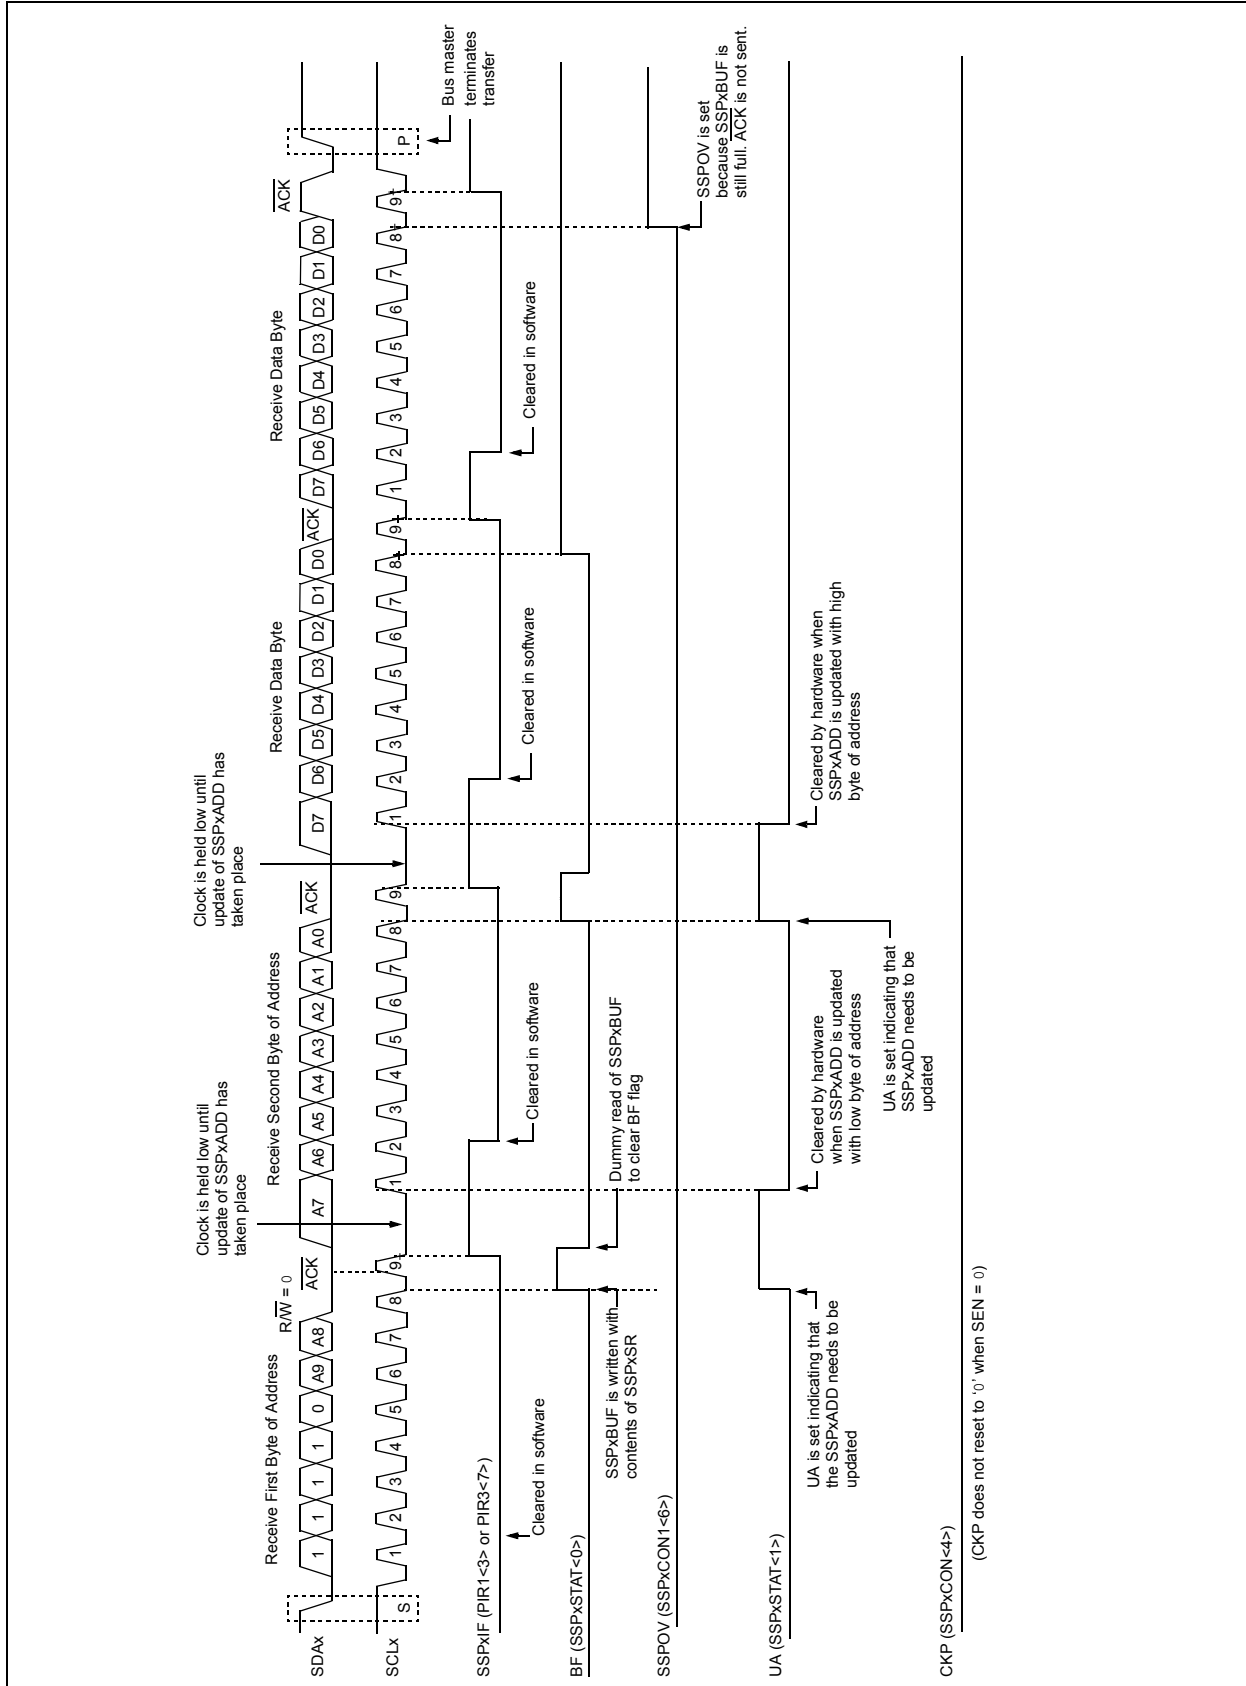 Receive First Byte of Address
R/W = 0
ACK
Clock is held low until
update of SSPxADD has
taken place
Receive Second Byte of Address
ACK
Clock is held low until
update of SSPxADD has
taken place
Receive Data Byte
ACK
Receive Data Byte
ACK
SDAx
1 1 1 1 0 A9 A8
A7 A6 A5 A4 A3 A2 A1 A0
D7 D6 D5 D4 D3 D2 D1 D0
D7 D6 D5 D4 D3 D2 D1 D0
SCLx
S
1 2 3 4 5 6 7 8 9
1 2 3 4 5 6 7 8 9
1 2 3 4 5 6 7 8 9
1 2 3 4 5 6 7 8 9
P
Bus master
terminates
transfer
SSPxIF (PIR1<3> or PIR3<7>)
Cleared in software
Cleared in software
Cleared in software
Cleared in software
BF (SSPxSTAT<0>)
SSPxBUF is written with
contents of SSPxSR
Dummy read of SSPxBUF
to clear BF flag
SSPOV (SSPxCON1<6>)
SSPOV is set
because SSPxBUF is
still full. ACK is not sent.
UA (SSPxSTAT<1>)
UA is set indicating that
the SSPxADD needs to be
updated
Cleared by hardware
when SSPxADD is updated
with low byte of address
UA is set indicating that
SSPxADD needs to be
updated
Cleared by hardware when
SSPxADD is updated with high
byte of address
CKP (SSPxCON<4>)
(CKP does not reset to ‘0’ when SEN = 0)